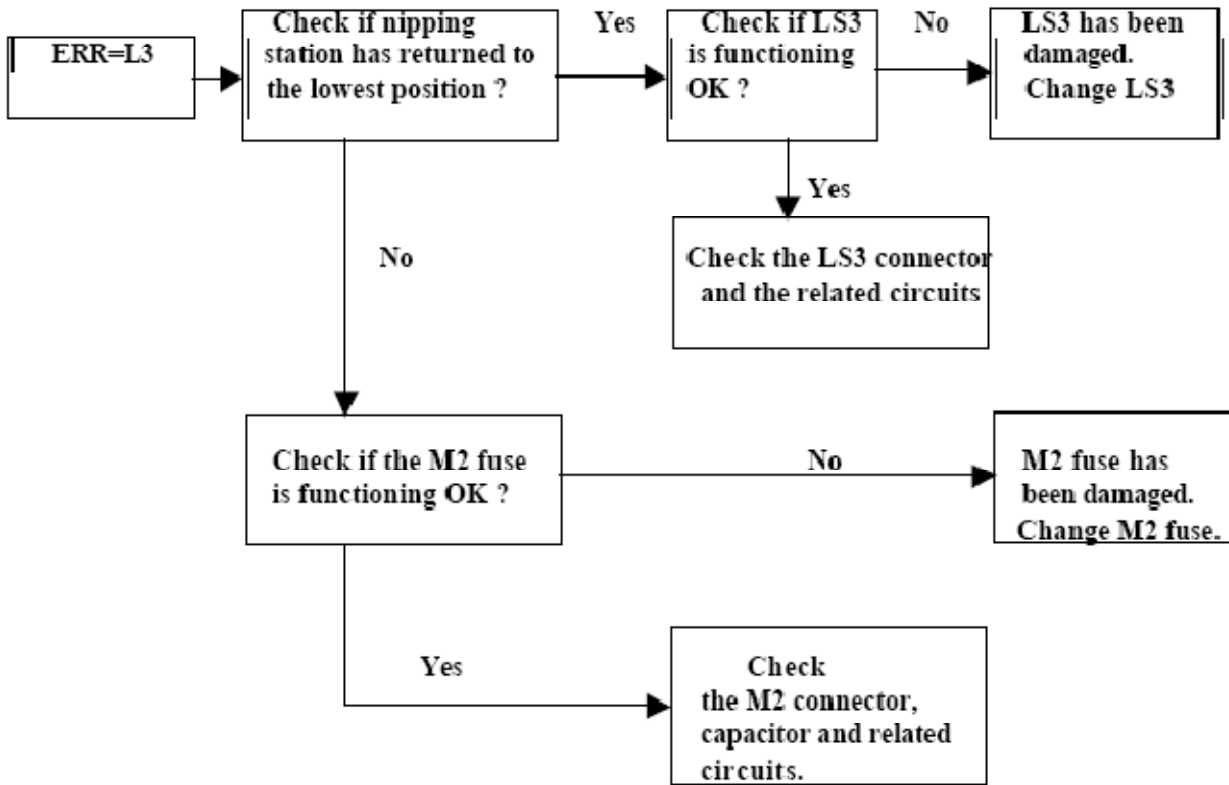 ERR=L3
Check if nipping
station has returned to
the lowest position ?
Yes
Check if LS3
is functioning
OK ?
No
LS3 has been
damaged.
Change LS3
Yes
Check the LS3 connector
and the related circuits
No
Check if the M2 fuse
is functioning OK ?
No
M2 fuse has
been damaged.
Change M2 fuse.
Yes
Check
the M2 connector,
capacitor and related
circuits.